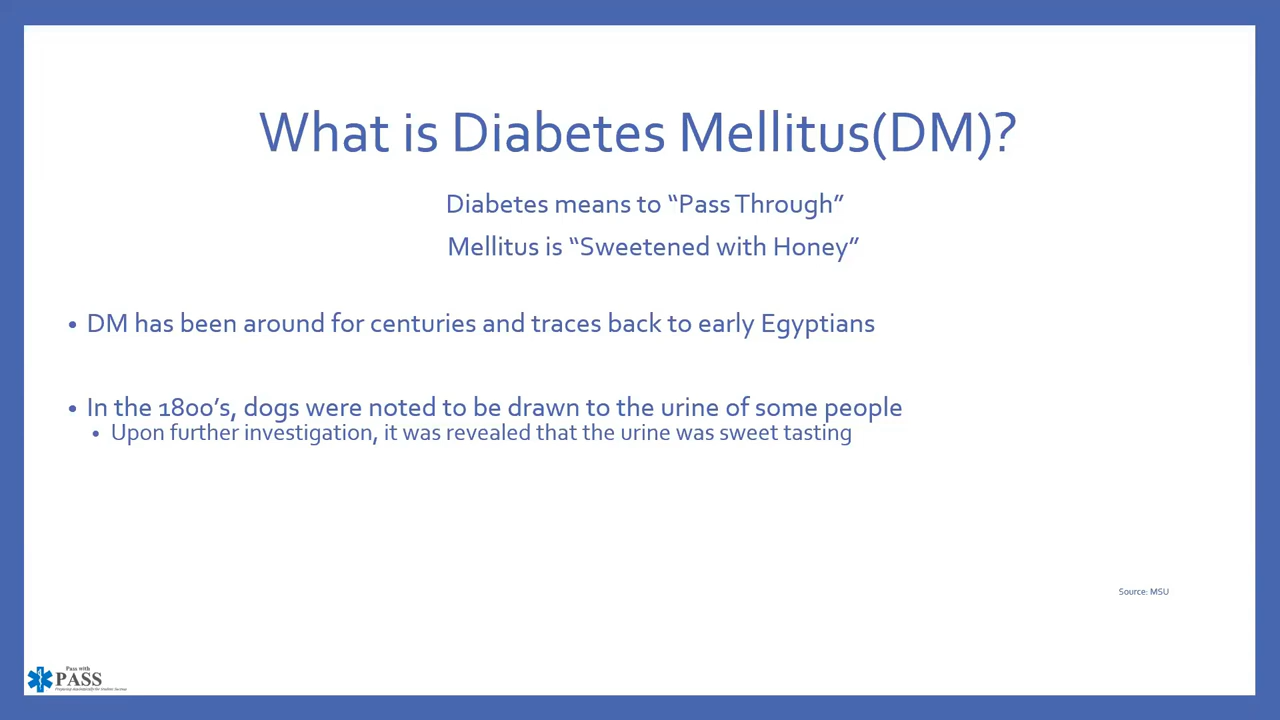 What is Diabetes Mellitus(DM)?
Diabetes means to “Pass Through”
Mellitus is “Sweetened with Honey”
• DM has been around for centuries and traces back to early Egyptians
• In the 1800’s, dogs were noted to be drawn to the urine of some people
• Upon further investigation, it was revealed that the urine was sweet tasting
Source: MSU
Pass with
PASS